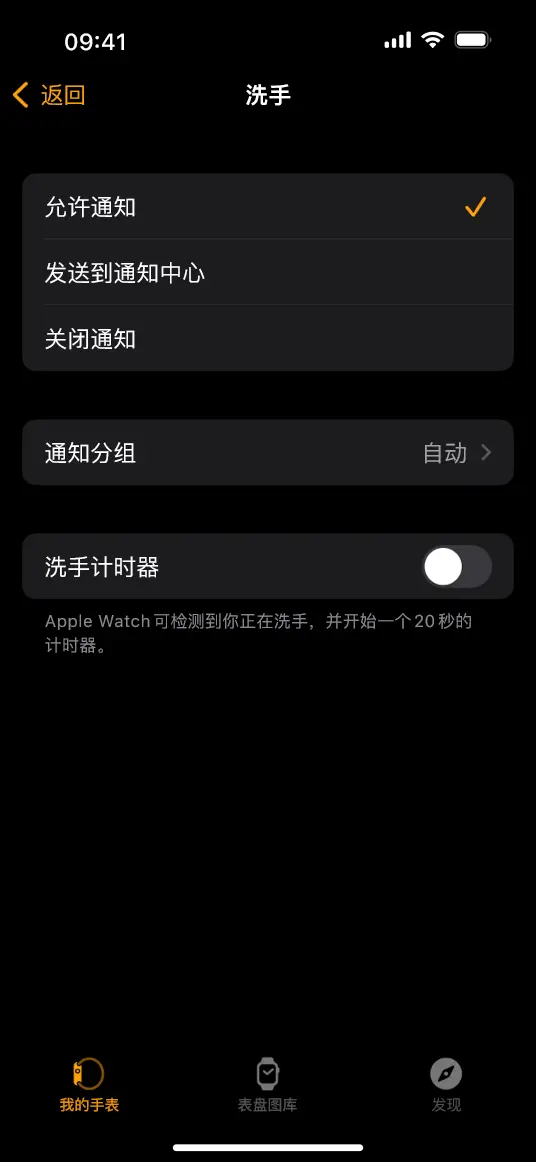 09:41
返回
洗手
允许通知
发送到通知中心
关闭通知
通知分组
自动
洗手计时器
Apple Watch 可检测到你正在洗手，并开始一个 20 秒的
计时器。
我的手表
表盘图库
发现